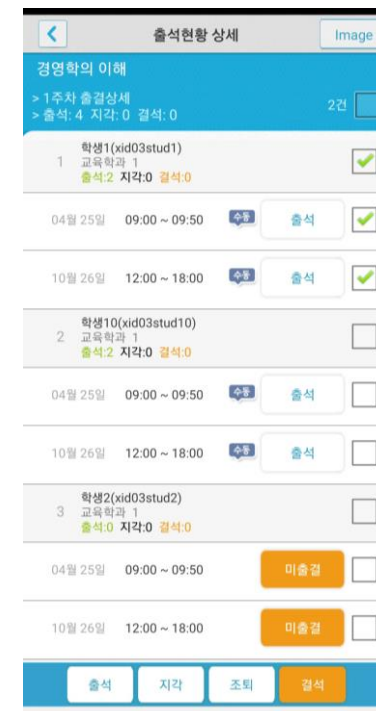 출석현황 상세
Image
경영학의 이해
> 1주차 출결상세
> 출석: 4 지각: 0 결석: 0
2건
학생1(xid03stud1)
1 교육학과 1
출석:2 지각:0 결석:0
04월 25일 09:00 ~ 09:50 수동 출석
10월 26일 12:00 ~ 18:00 수동 출석
학생10(xid03stud10)
2 교육학과 1
출석:2 지각:0 결석:0
04월 25일 09:00 ~ 09:50 수동 출석
10월 26일 12:00 ~ 18:00 수동 출석
학생2(xid03stud2)
3 교육학과 1
출석:0 지각:0 결석:0
04월 25일 09:00 ~ 09:50 미출결
10월 26일 12:00 ~ 18:00 미출결
출석 지각 조퇴 결석